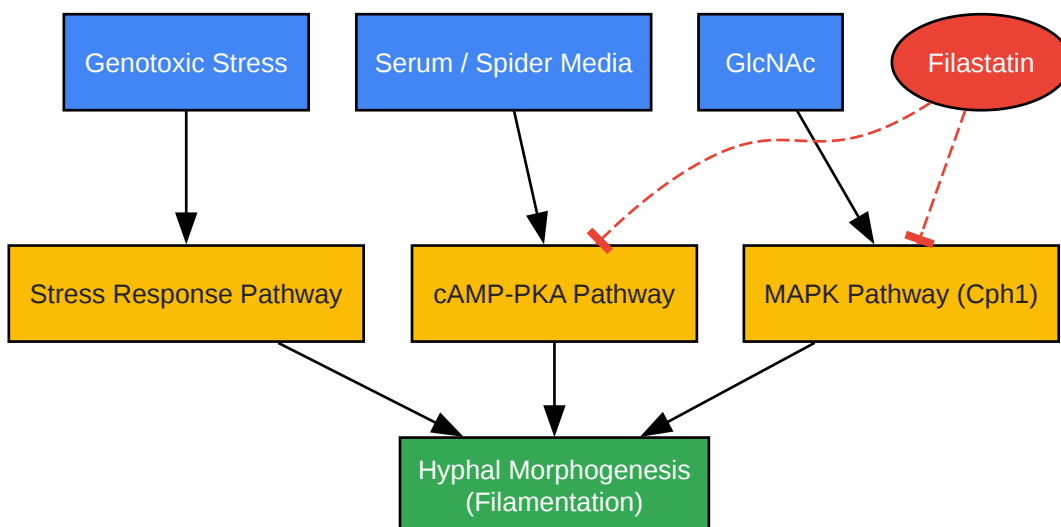 Genotoxic Stress
Serum / Spider Media
GlcNAc
Filastatin
Stress Response Pathway
cAMP-PKA Pathway
MAPK Pathway (Cph1)
Hyphal Morphogenesis
(Filamentation)